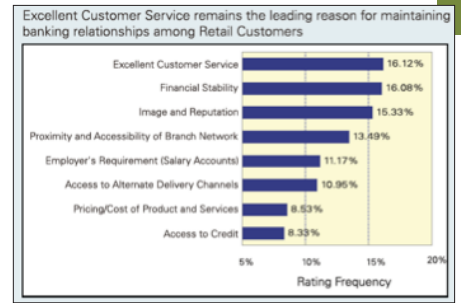 Excellent Customer Service remains the leading reason for maintaining
banking relationships among Retail Customers
Excellent Customer Service 16.12%
Financial Stability 16.08%
Image and Reputation 15.33%
Proximity and Accessibility of Branch Network 13.49%
Employer's Requirement (Salary Accounts) 11.17%
Access to Alternate Delivery Channels 10.95%
Pricing/Cost of Product and Services 8.53%
Access to Credit 8.33%
5% 10% 15% 20%
Rating Frequency